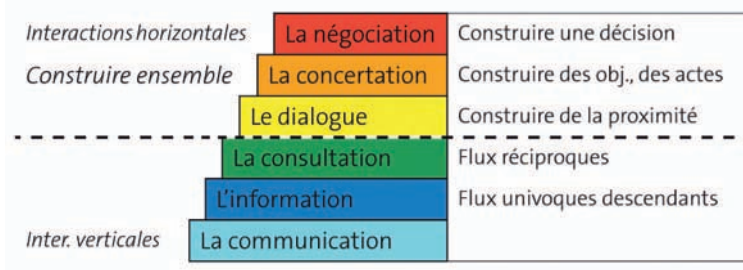 Interactions horizontales La négociation Construire une décision
Construire ensemble La concertation Construire des obj., des actes
Le dialogue Construire de la proximité
La consultation Flux réciproques
L'information Flux univoques descendants
Inter. verticales La communication